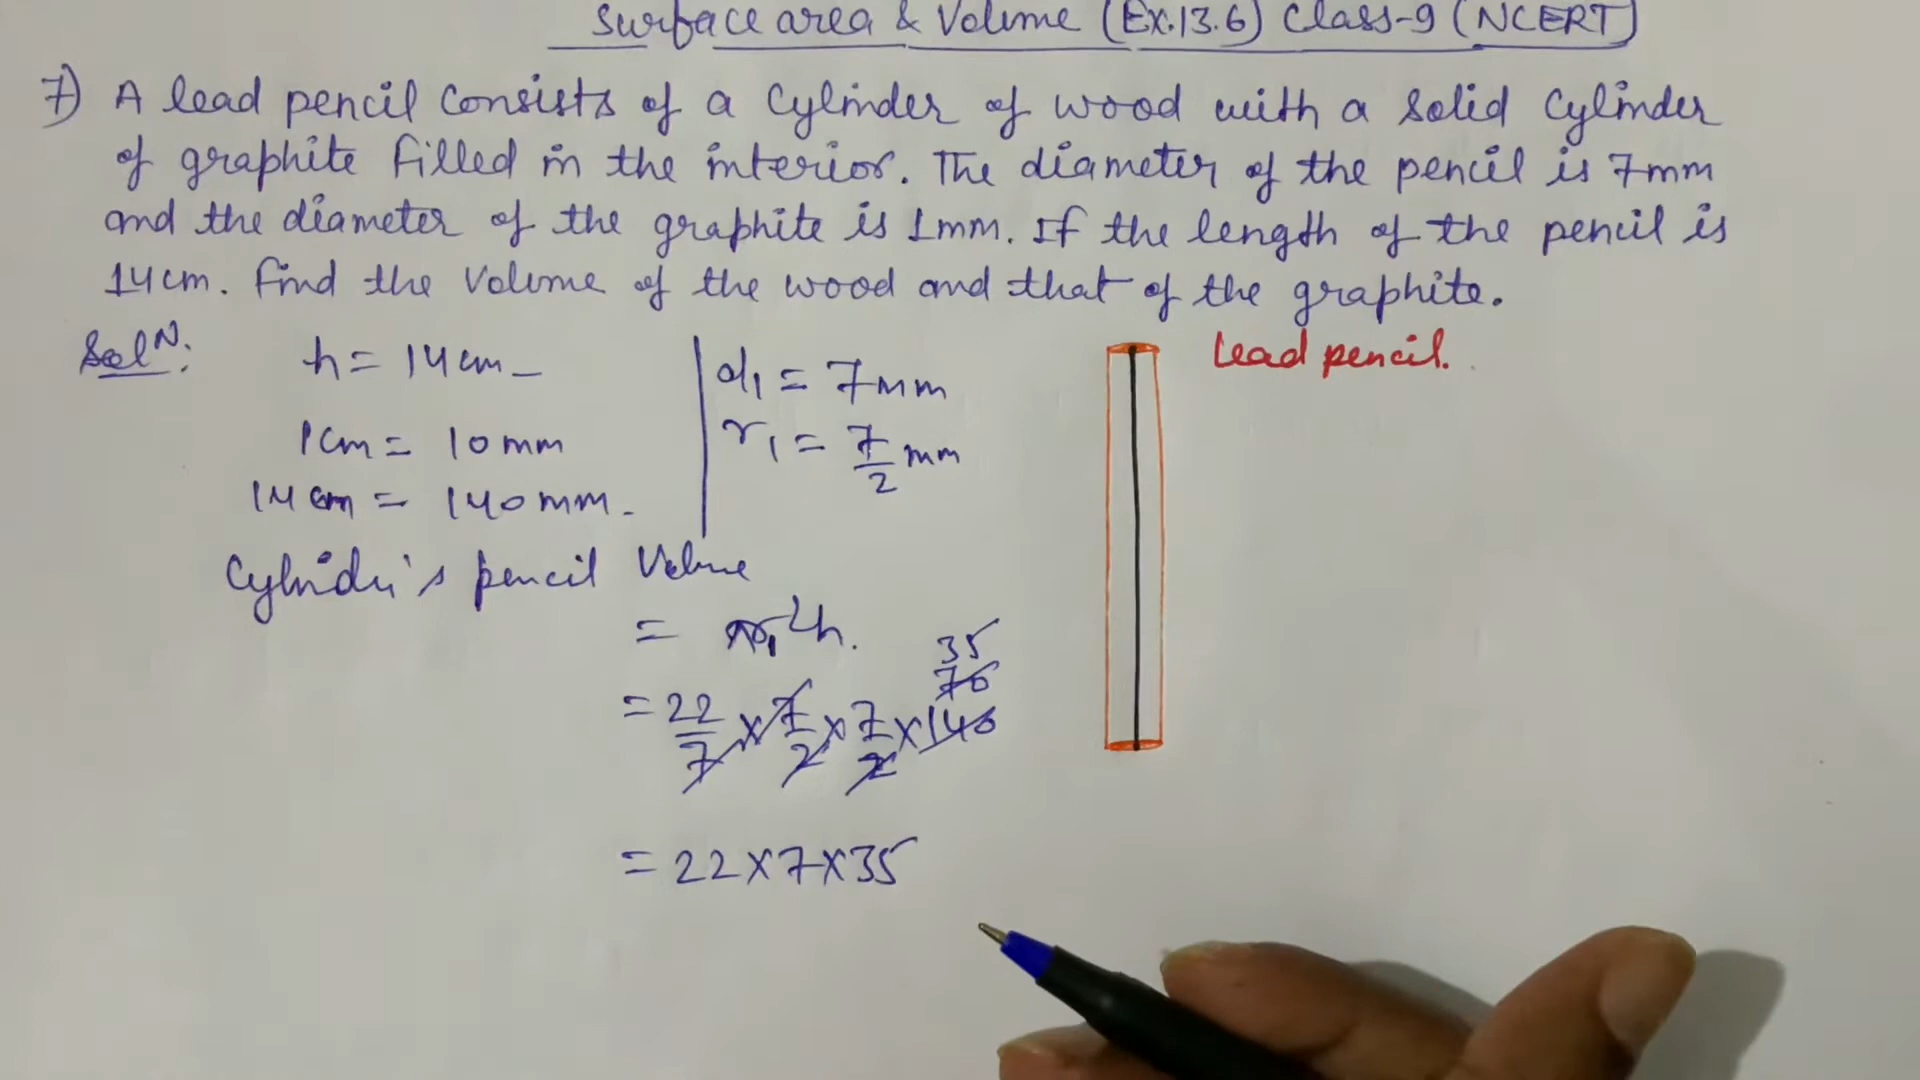 Surface area & Volume (Ex.13.6) Class-9 (NCERT)
7) A lead pencil consists of a cylinder of wood with a solid cylinder
of graphite filled in the interior. The diameter of the pencil is 7mm
and the diameter of the graphite is 1mm. If the length of the pencil is
14cm. Find the Volume of the wood and that of the graphite.
Sol N:
h = 14cm
1cm = 10mm
14cm = 140mm.
d₁ = 7mm
r₁ = 7/2 mm
Lead pencil.
Cylinder's pencil Volume
= πr₁²h.
35
70
= 22/7 × 7/2 × 7/2 × 140
= 22×7×35